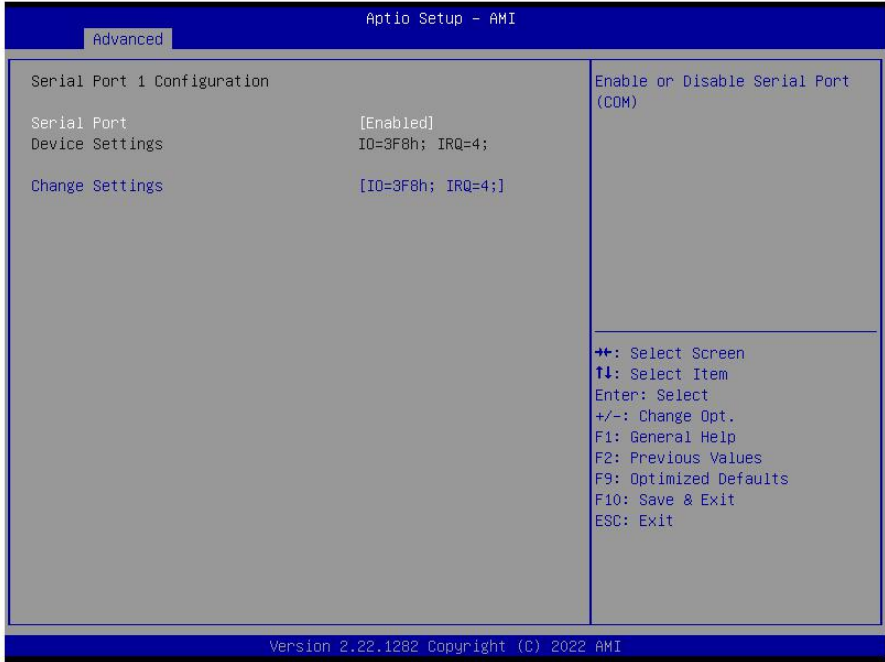 Aptio Setup – AMI
Advanced
Serial Port 1 Configuration
Serial Port [Enabled]
Device Settings IO=3F8h; IRQ=4;
Change Settings [IO=3F8h; IRQ=4;]
Enable or Disable Serial Port
(COM)
→←: Select Screen
↑↓: Select Item
Enter: Select
+/-: Change Opt.
F1: General Help
F2: Previous Values
F9: Optimized Defaults
F10: Save & Exit
ESC: Exit
Version 2.22.1282 Copyright (C) 2022 AMI